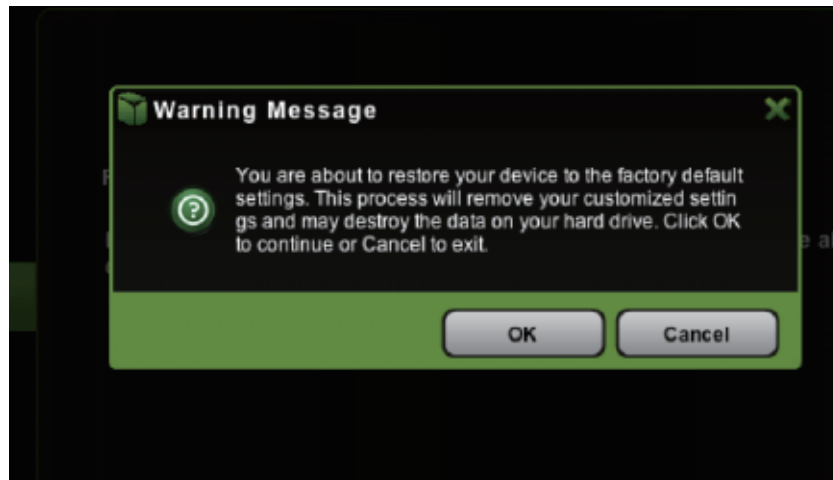 Warning Message
You are about to restore your device to the factory default
settings. This process will remove your customized settin
gs and may destroy the data on your hard drive. Click OK
to continue or Cancel to exit.
OK
Cancel